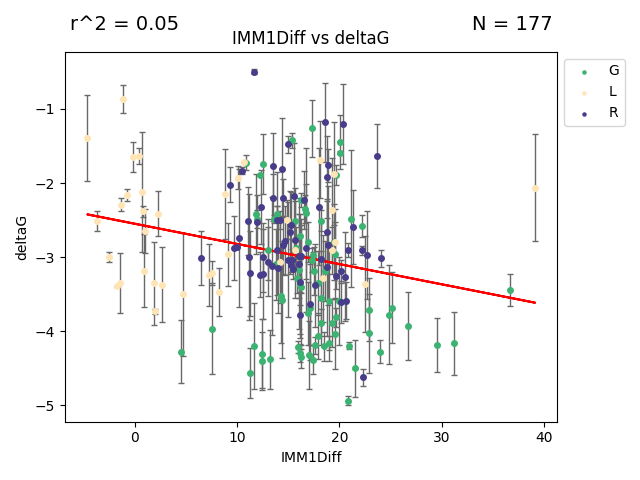 r^2 = 0.05 N = 177
IMM1Diff vs deltaG
−1
−2
−3
−4
−5
deltaG
0 10 20 30 40
IMM1Diff
G
L
R